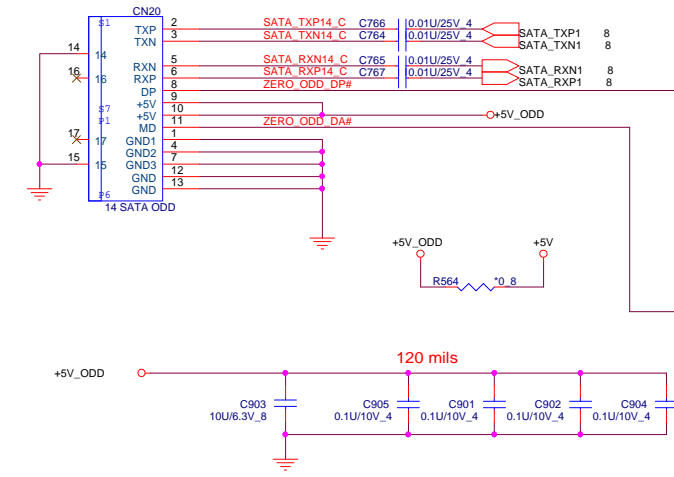 CN20
S1
TXP 2 SATA_TXP14_C C766 0.01U/25V_4 SATA_TXP1 8
TXN 3 SATA_TXN14_C C764 0.01U/25V_4 SATA_TXN1 8
14 14
RXN 5 SATA_RXN14_C C765 0.01U/25V_4 SATA_RXN1 8
16 16 RXP 6 SATA_RXP14_C C767 0.01U/25V_4 SATA_RXP1 8
DP 8 ZERO_ODD_DP#
+5V 9
S7 +5V 10 +5V_ODD
P1 MD 11 ZERO_ODD_DA#
17 17 GND1 1
GND2 4
15 15 GND3 7
GND 12
P6 GND 13
14 SATA ODD
+5V_ODD +5V
R564 *0_8
120 mils
+5V_ODD
C903 C905 C901 C902 C904
10U/6.3V_8 0.1U/10V_4 0.1U/10V_4 0.1U/10V_4 0.1U/10V_4